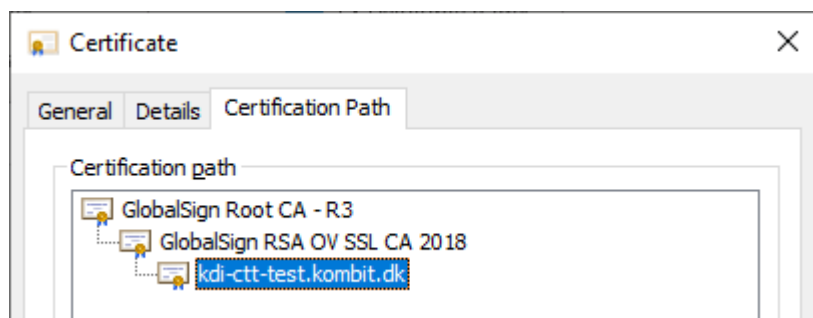 Certificate
General Details Certification Path
Certification path
GlobalSign Root CA - R3
GlobalSign RSA OV SSL CA 2018
kdi-ctt-test.kombit.dk